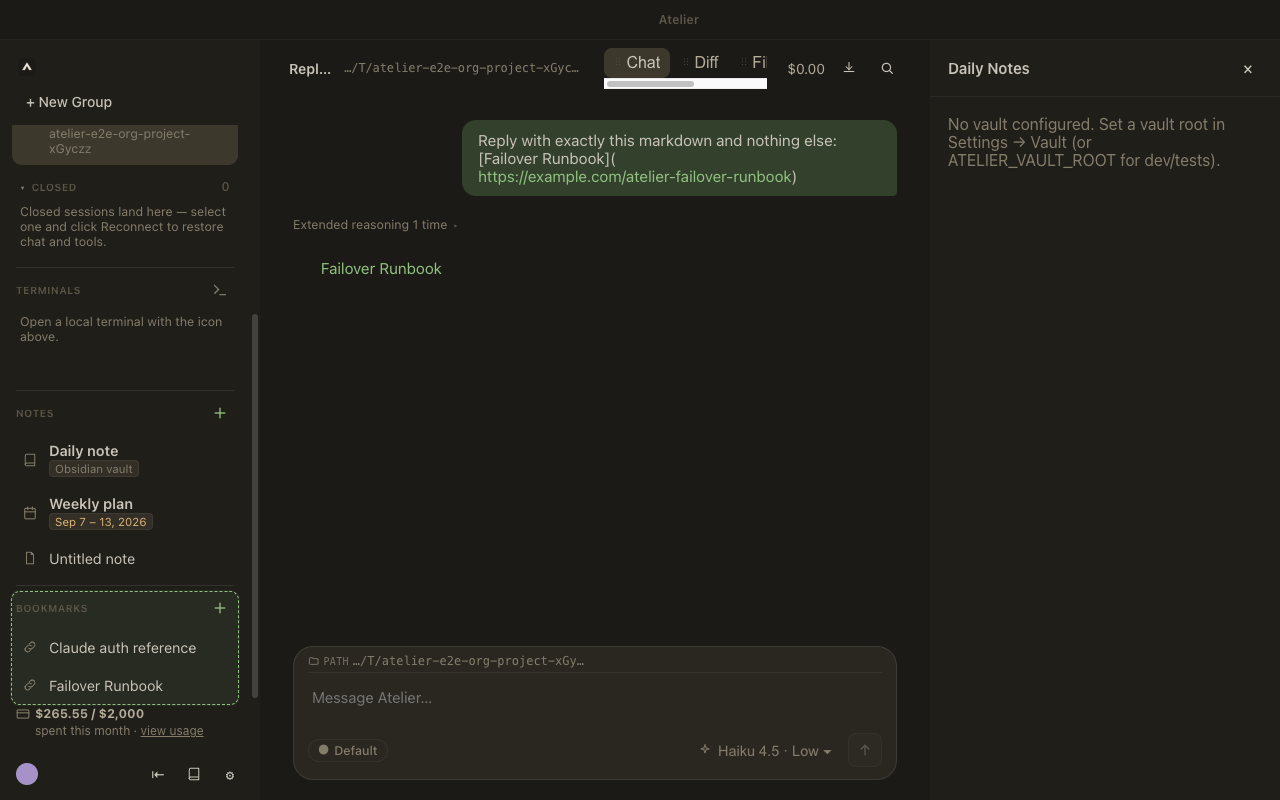 Atelier
+ New Group
atelier-e2e-org-project-
xGyczz
CLOSED 0
Closed sessions land here — select
one and click Reconnect to restore
chat and tools.
TERMINALS
Open a local terminal with the icon
above.
NOTES +
Daily note
Obsidian vault
Weekly plan
Sep 7 – 13, 2026
Untitled note
BOOKMARKS +
Claude auth reference
Failover Runbook
$265.55 / $2,000
spent this month · view usage
Repl... …/T/atelier-e2e-org-project-xGyc… Chat Diff Fi $0.00
Reply with exactly this markdown and nothing else:
[Failover Runbook](
https://example.com/atelier-failover-runbook)
Extended reasoning 1 time
Failover Runbook
PATH …/T/atelier-e2e-org-project-xGy…
Message Atelier...
Default Haiku 4.5 · Low
Daily Notes ×
No vault configured. Set a vault root in
Settings → Vault (or
ATELIER_VAULT_ROOT for dev/tests).